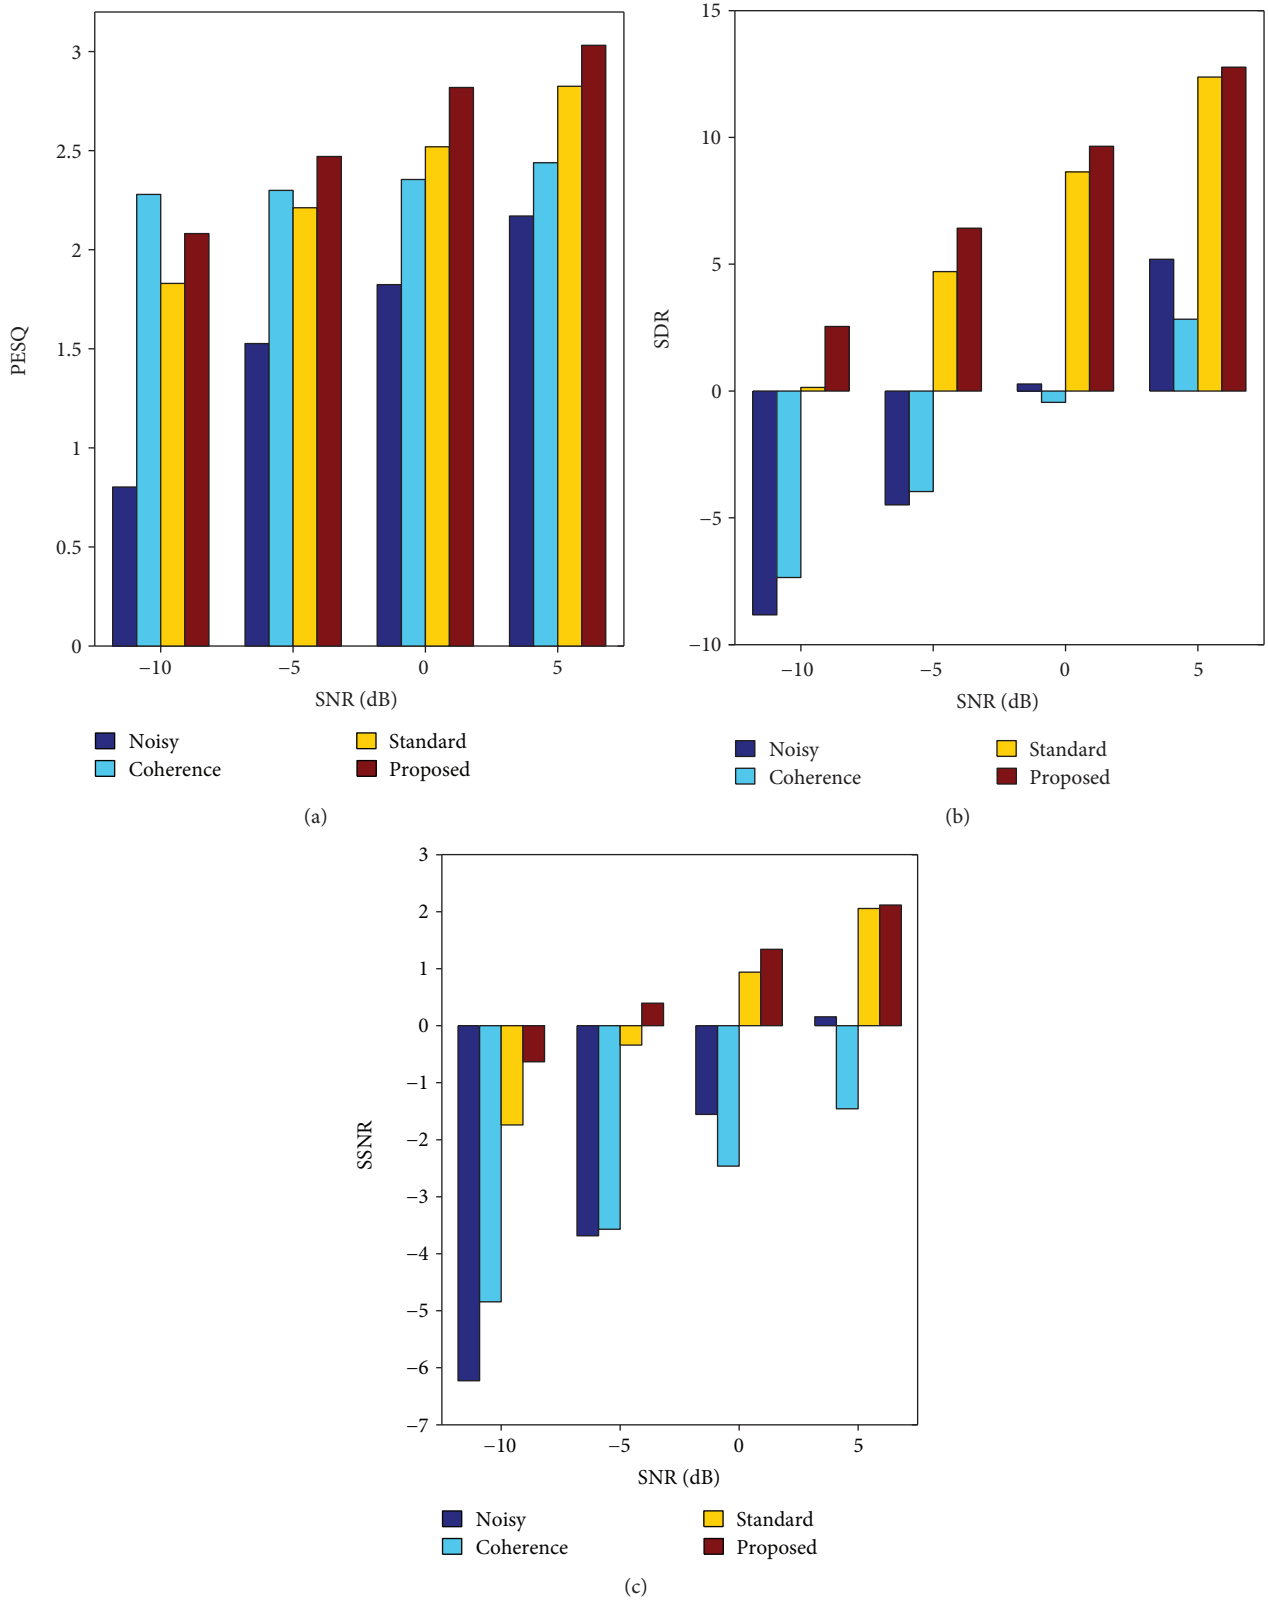 3
2.5
2
1.5
1
0.5
0
PESQ
−10 −5 0 5
SNR (dB)
Noisy Standard
Coherence Proposed
(a)
15
10
5
0
−5
−10
SDR
−10 −5 0 5
SNR (dB)
Noisy Standard
Coherence Proposed
(b)
3
2
1
0
−1
−2
−3
−4
−5
−6
−7
SSNR
−10 −5 0 5
SNR (dB)
Noisy Standard
Coherence Proposed
(c)